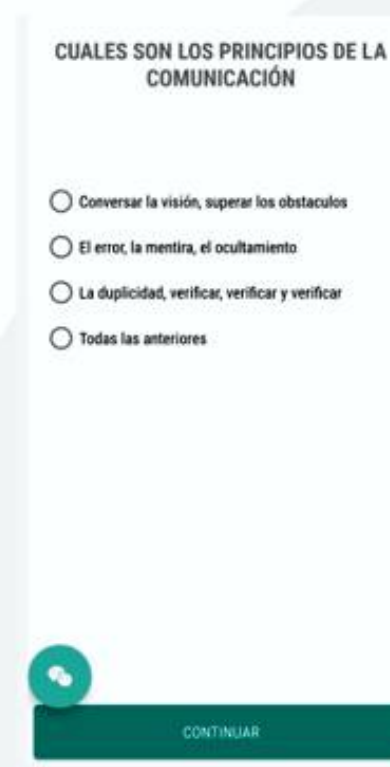 CUALES SON LOS PRINCIPIOS DE LA
COMUNICACIÓN
Conversar la visión, superar los obstaculos
El error, la mentira, el ocultamiento
La duplicidad, verificar, verificar y verificar
Todas las anteriores
CONTINUAR